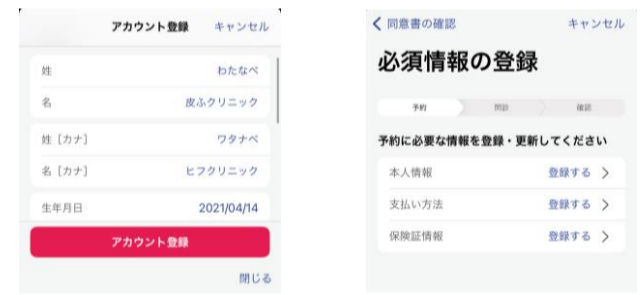 アカウント登録 キャンセル
姓 わたなべ
名 皮ふクリニック
姓 [カナ] ワタナベ
名 [カナ] ヒフクリニック
生年月日 2021/04/14
アカウント登録
閉じる
同意書の確認 キャンセル
必須情報の登録
予約 問診 確認
予約に必要な情報を登録・更新してください
本人情報 登録する
支払い方法 登録する
保険証情報 登録する